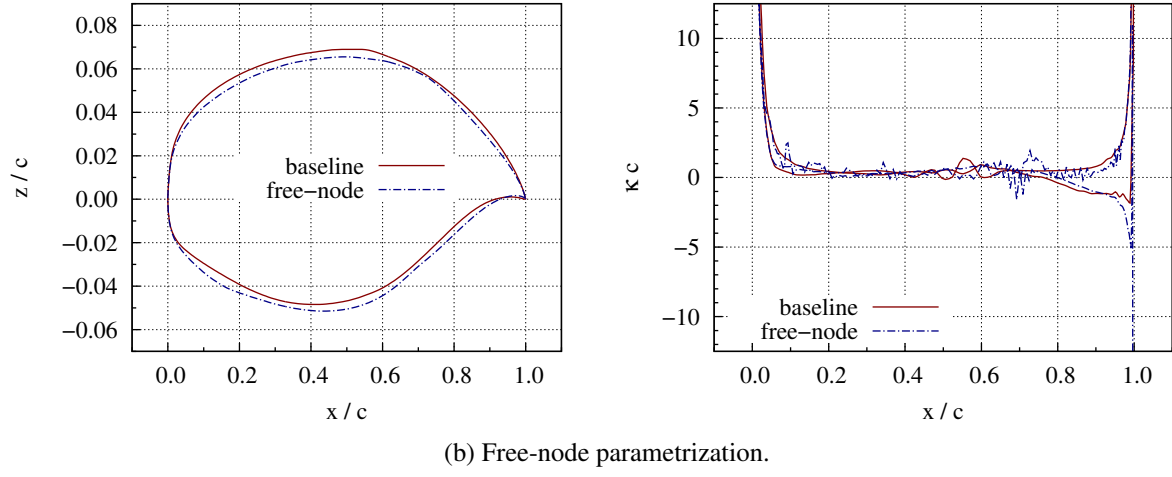 0.08
0.06
0.04
0.02
0.00
−0.02
−0.04
−0.06
z / c
baseline
free−node
0.0 0.2 0.4 0.6 0.8 1.0
x / c
10
5
0
−5
−10
κ c
baseline
free−node
0.0 0.2 0.4 0.6 0.8 1.0
x / c
(b) Free-node parametrization.